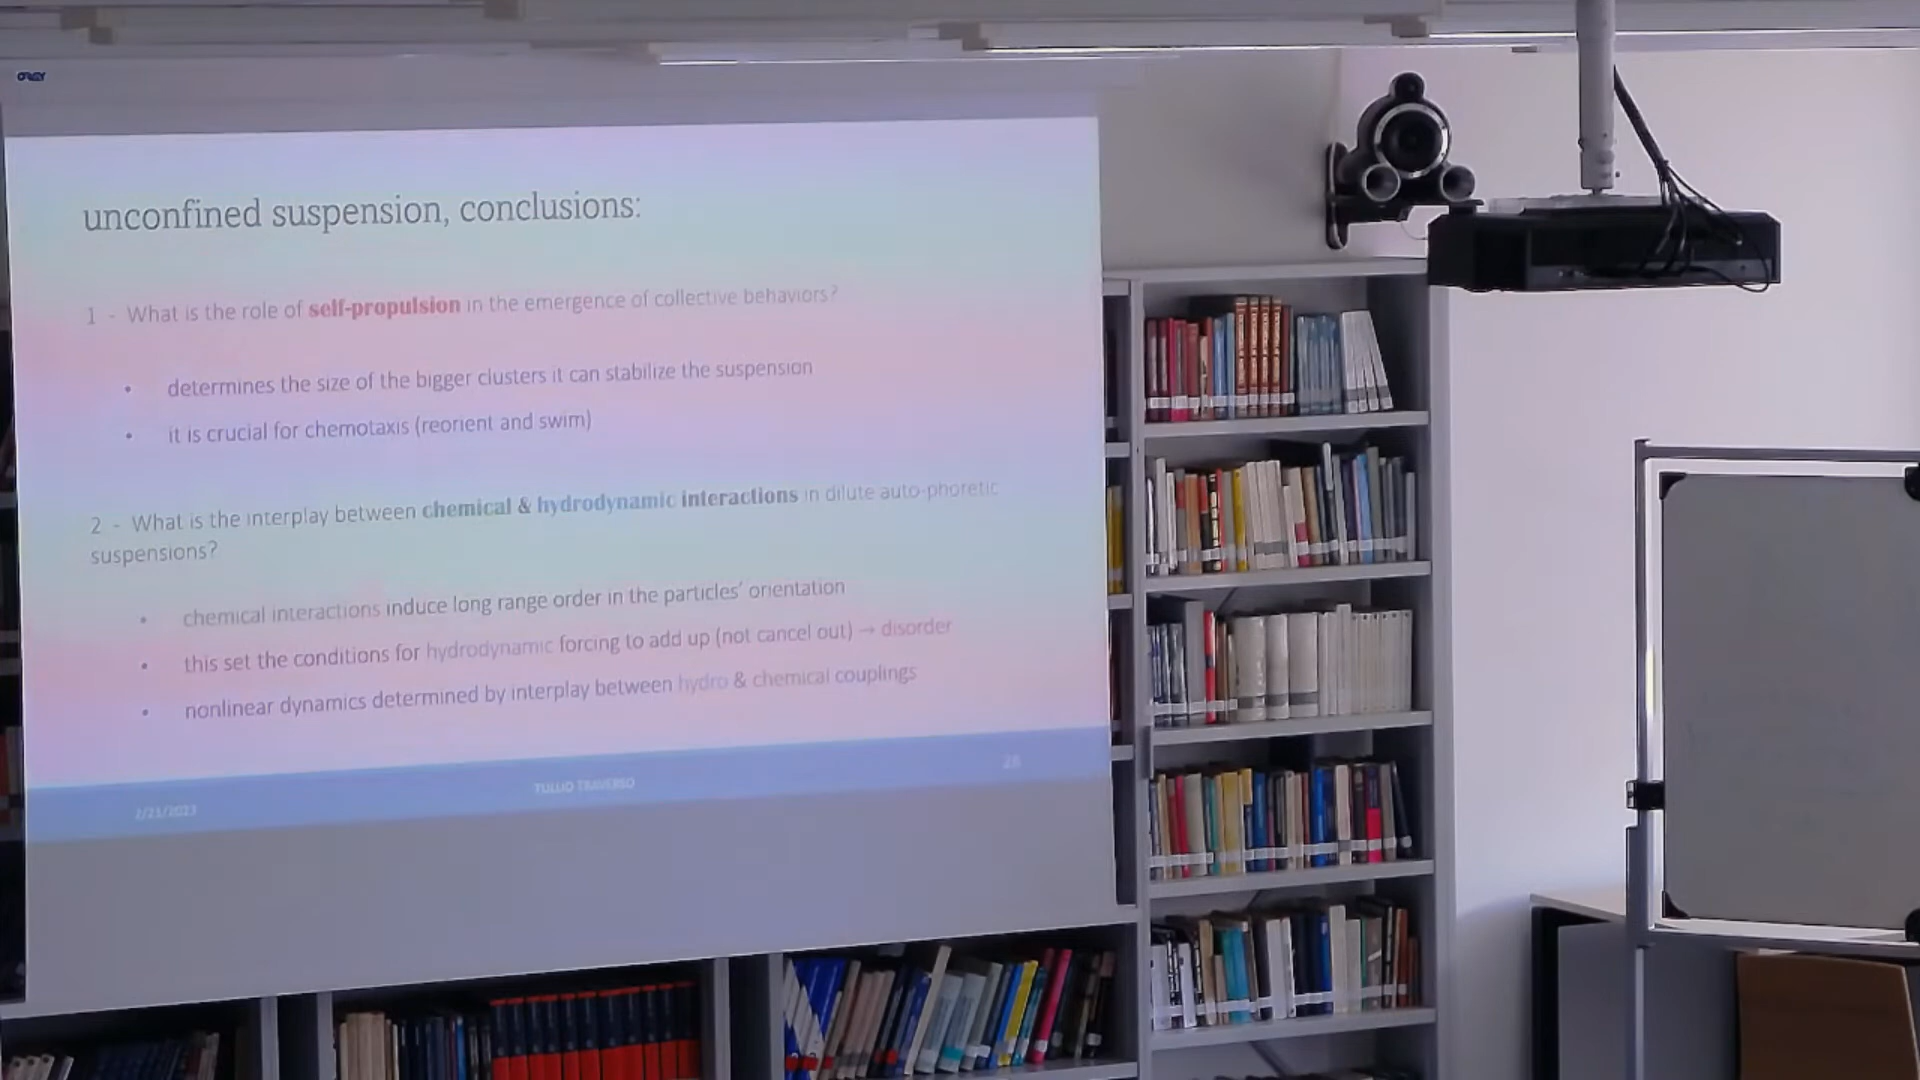 unconfined suspension, conclusions:
1 - What is the role of self-propulsion in the emergence of collective behaviors?
• determines the size of the bigger clusters it can stabilize the suspension
• it is crucial for chemotaxis (reorient and swim)
2 - What is the interplay between chemical & hydrodynamic interactions in dilute auto-phoretic
suspensions?
• chemical interactions induce long range order in the particles' orientation
• this set the conditions for hydrodynamic forcing to add up (not cancel out) → disorder
• nonlinear dynamics determined by interplay between hydro & chemical couplings
2/21/2023
TULLIO TRAVERSO
28